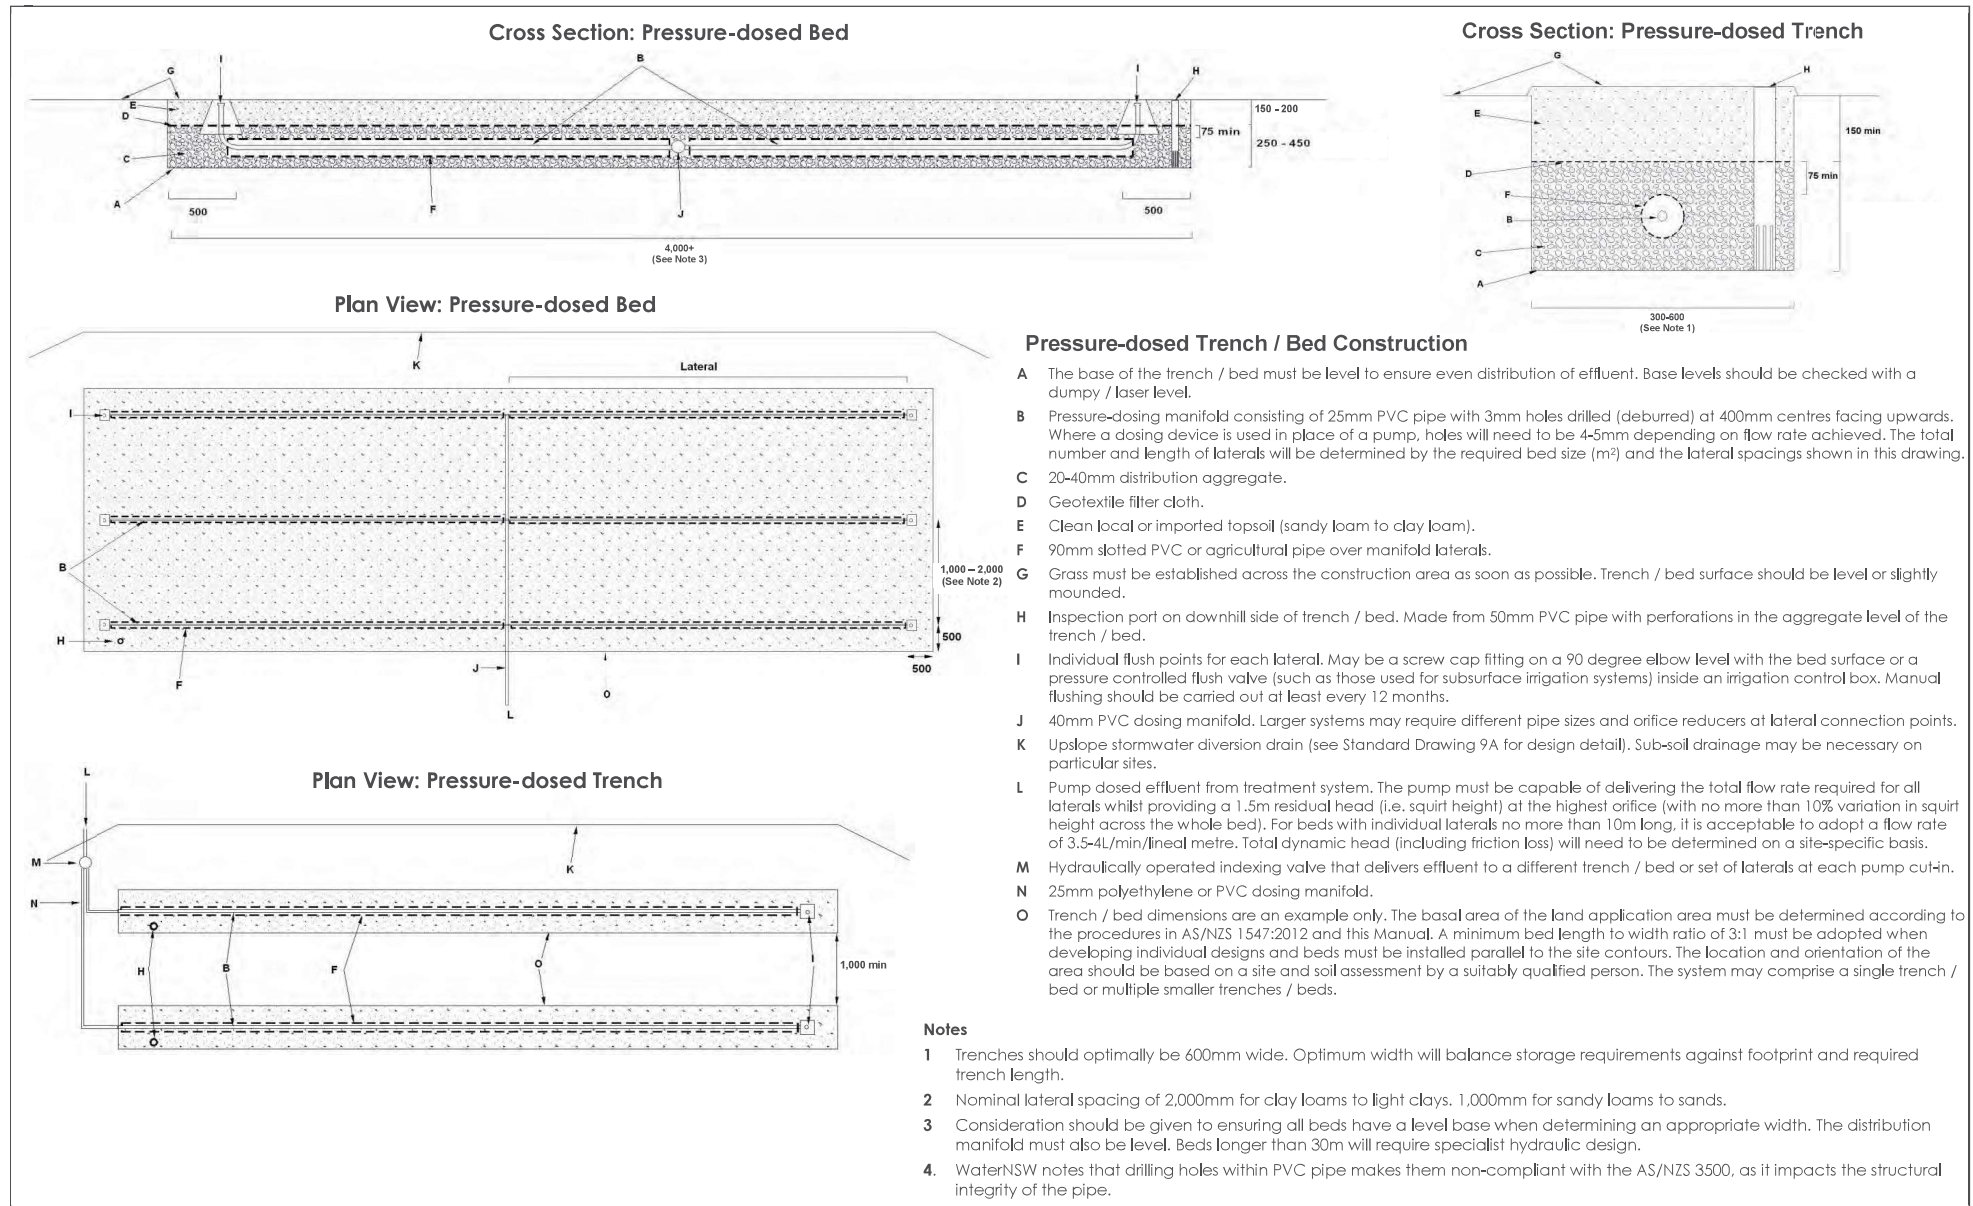 Cross Section: Pressure-dosed Bed
G
I
B
I
H
E
D
C
A
150 - 200
75 min
250 - 450
500
F
J
500
4,000+
(See Note 3)
Cross Section: Pressure-dosed Trench
G
H
E
D
F
B
C
A
150 min
75 min
300-600
(See Note 1)
Plan View: Pressure-dosed Bed
K
Lateral
I
B
1,000 – 2,000
(See Note 2)
H
500
500
F
J
O
L
Plan View: Pressure-dosed Trench
L
M
K
N
H
B
F
O
I
1,000 min
Pressure-dosed Trench / Bed Construction
A The base of the trench / bed must be level to ensure even distribution of effluent. Base levels should be checked with a
dumpy / laser level.
B Pressure-dosing manifold consisting of 25mm PVC pipe with 3mm holes drilled (deburred) at 400mm centres facing upwards.
Where a dosing device is used in place of a pump, holes will need to be 4-5mm depending on flow rate achieved. The total
number and length of laterals will be determined by the required bed size (m²) and the lateral spacings shown in this drawing.
C 20-40mm distribution aggregate.
D Geotextile filter cloth.
E Clean local or imported topsoil (sandy loam to clay loam).
F 90mm slotted PVC or agricultural pipe over manifold laterals.
G Grass must be established across the construction area as soon as possible. Trench / bed surface should be level or slightly
mounded.
H Inspection port on downhill side of trench / bed. Made from 50mm PVC pipe with perforations in the aggregate level of the
trench / bed.
I Individual flush points for each lateral. May be a screw cap fitting on a 90 degree elbow level with the bed surface or a
pressure controlled flush valve (such as those used for subsurface irrigation systems) inside an irrigation control box. Manual
flushing should be carried out at least every 12 months.
J 40mm PVC dosing manifold. Larger systems may require different pipe sizes and orifice reducers at lateral connection points.
K Upslope stormwater diversion drain (see Standard Drawing 9A for design detail). Sub-soil drainage may be necessary on
particular sites.
L Pump dosed effluent from treatment system. The pump must be capable of delivering the total flow rate required for all
laterals whilst providing a 1.5m residual head (i.e. squirt height) at the highest orifice (with no more than 10% variation in squirt
height across the whole bed). For beds with individual laterals no more than 10m long, it is acceptable to adopt a flow rate
of 3.5-4L/min/lineal metre. Total dynamic head (including friction loss) will need to be determined on a site-specific basis.
M Hydraulically operated indexing valve that delivers effluent to a different trench / bed or set of laterals at each pump cut-in.
N 25mm polyethylene or PVC dosing manifold.
O Trench / bed dimensions are an example only. The basal area of the land application area must be determined according to
the procedures in AS/NZS 1547:2012 and this Manual. A minimum bed length to width ratio of 3:1 must be adopted when
developing individual designs and beds must be installed parallel to the site contours. The location and orientation of the
area should be based on a site and soil assessment by a suitably qualified person. The system may comprise a single trench /
bed or multiple smaller trenches / beds.
Notes
1 Trenches should optimally be 600mm wide. Optimum width will balance storage requirements against footprint and required
trench length.
2 Nominal lateral spacing of 2,000mm for clay loams to light clays. 1,000mm for sandy loams to sands.
3 Consideration should be given to ensuring all beds have a level base when determining an appropriate width. The distribution
manifold must also be level. Beds longer than 30m will require specialist hydraulic design.
4. WaterNSW notes that drilling holes within PVC pipe makes them non-compliant with the AS/NZS 3500, as it impacts the structural
integrity of the pipe.